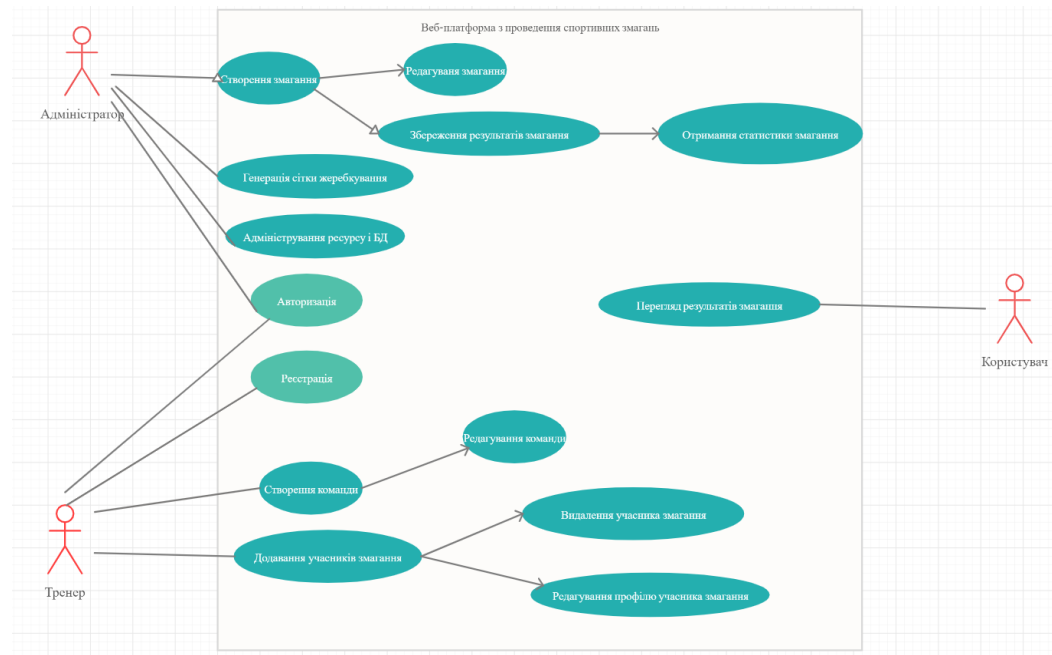 Веб-платформа з проведення спортивних змагань
Адміністратор
Створення змагання
Редагуваня змагання
Збереження результатів змагання
Отримання статистики змагання
Генерація сітки жеребкування
Адміністрування ресурсу і БД
Авторизація
Перегляд результатів змагання
Користувач
Реєстрація
Редагування команди
Створення команди
Видалення учасника змагання
Додавання учасників змагання
Тренер
Редагування профілю учасника змагання